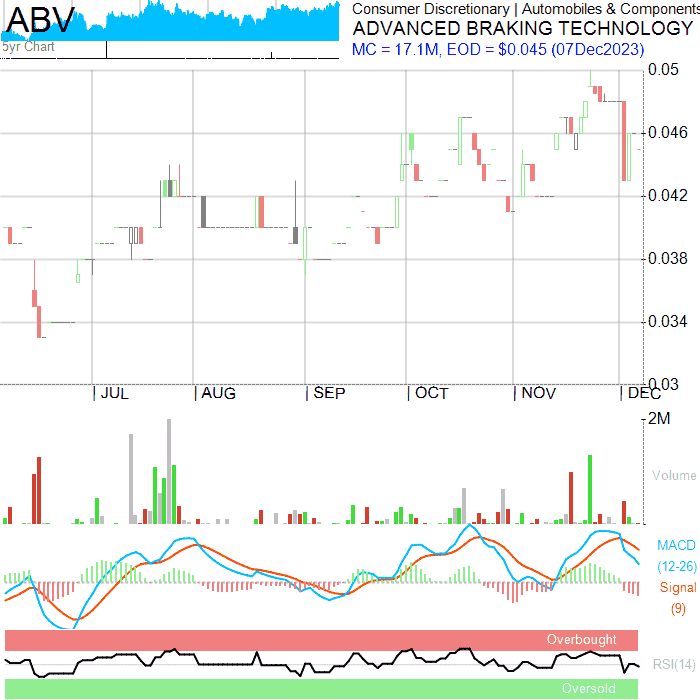 ABV
5yr Chart
Consumer Discretionary | Automobiles & Components
ADVANCED BRAKING TECHNOLOGY
MC = 17.1M, EOD = $0.045 (07Dec2023)
0.05
0.046
0.042
0.038
0.034
0.03
JUL AUG SEP OCT NOV DEC
2M
Volume
MACD
(12-26)
Signal
(9)
Overbought
RSI(14)
Oversold